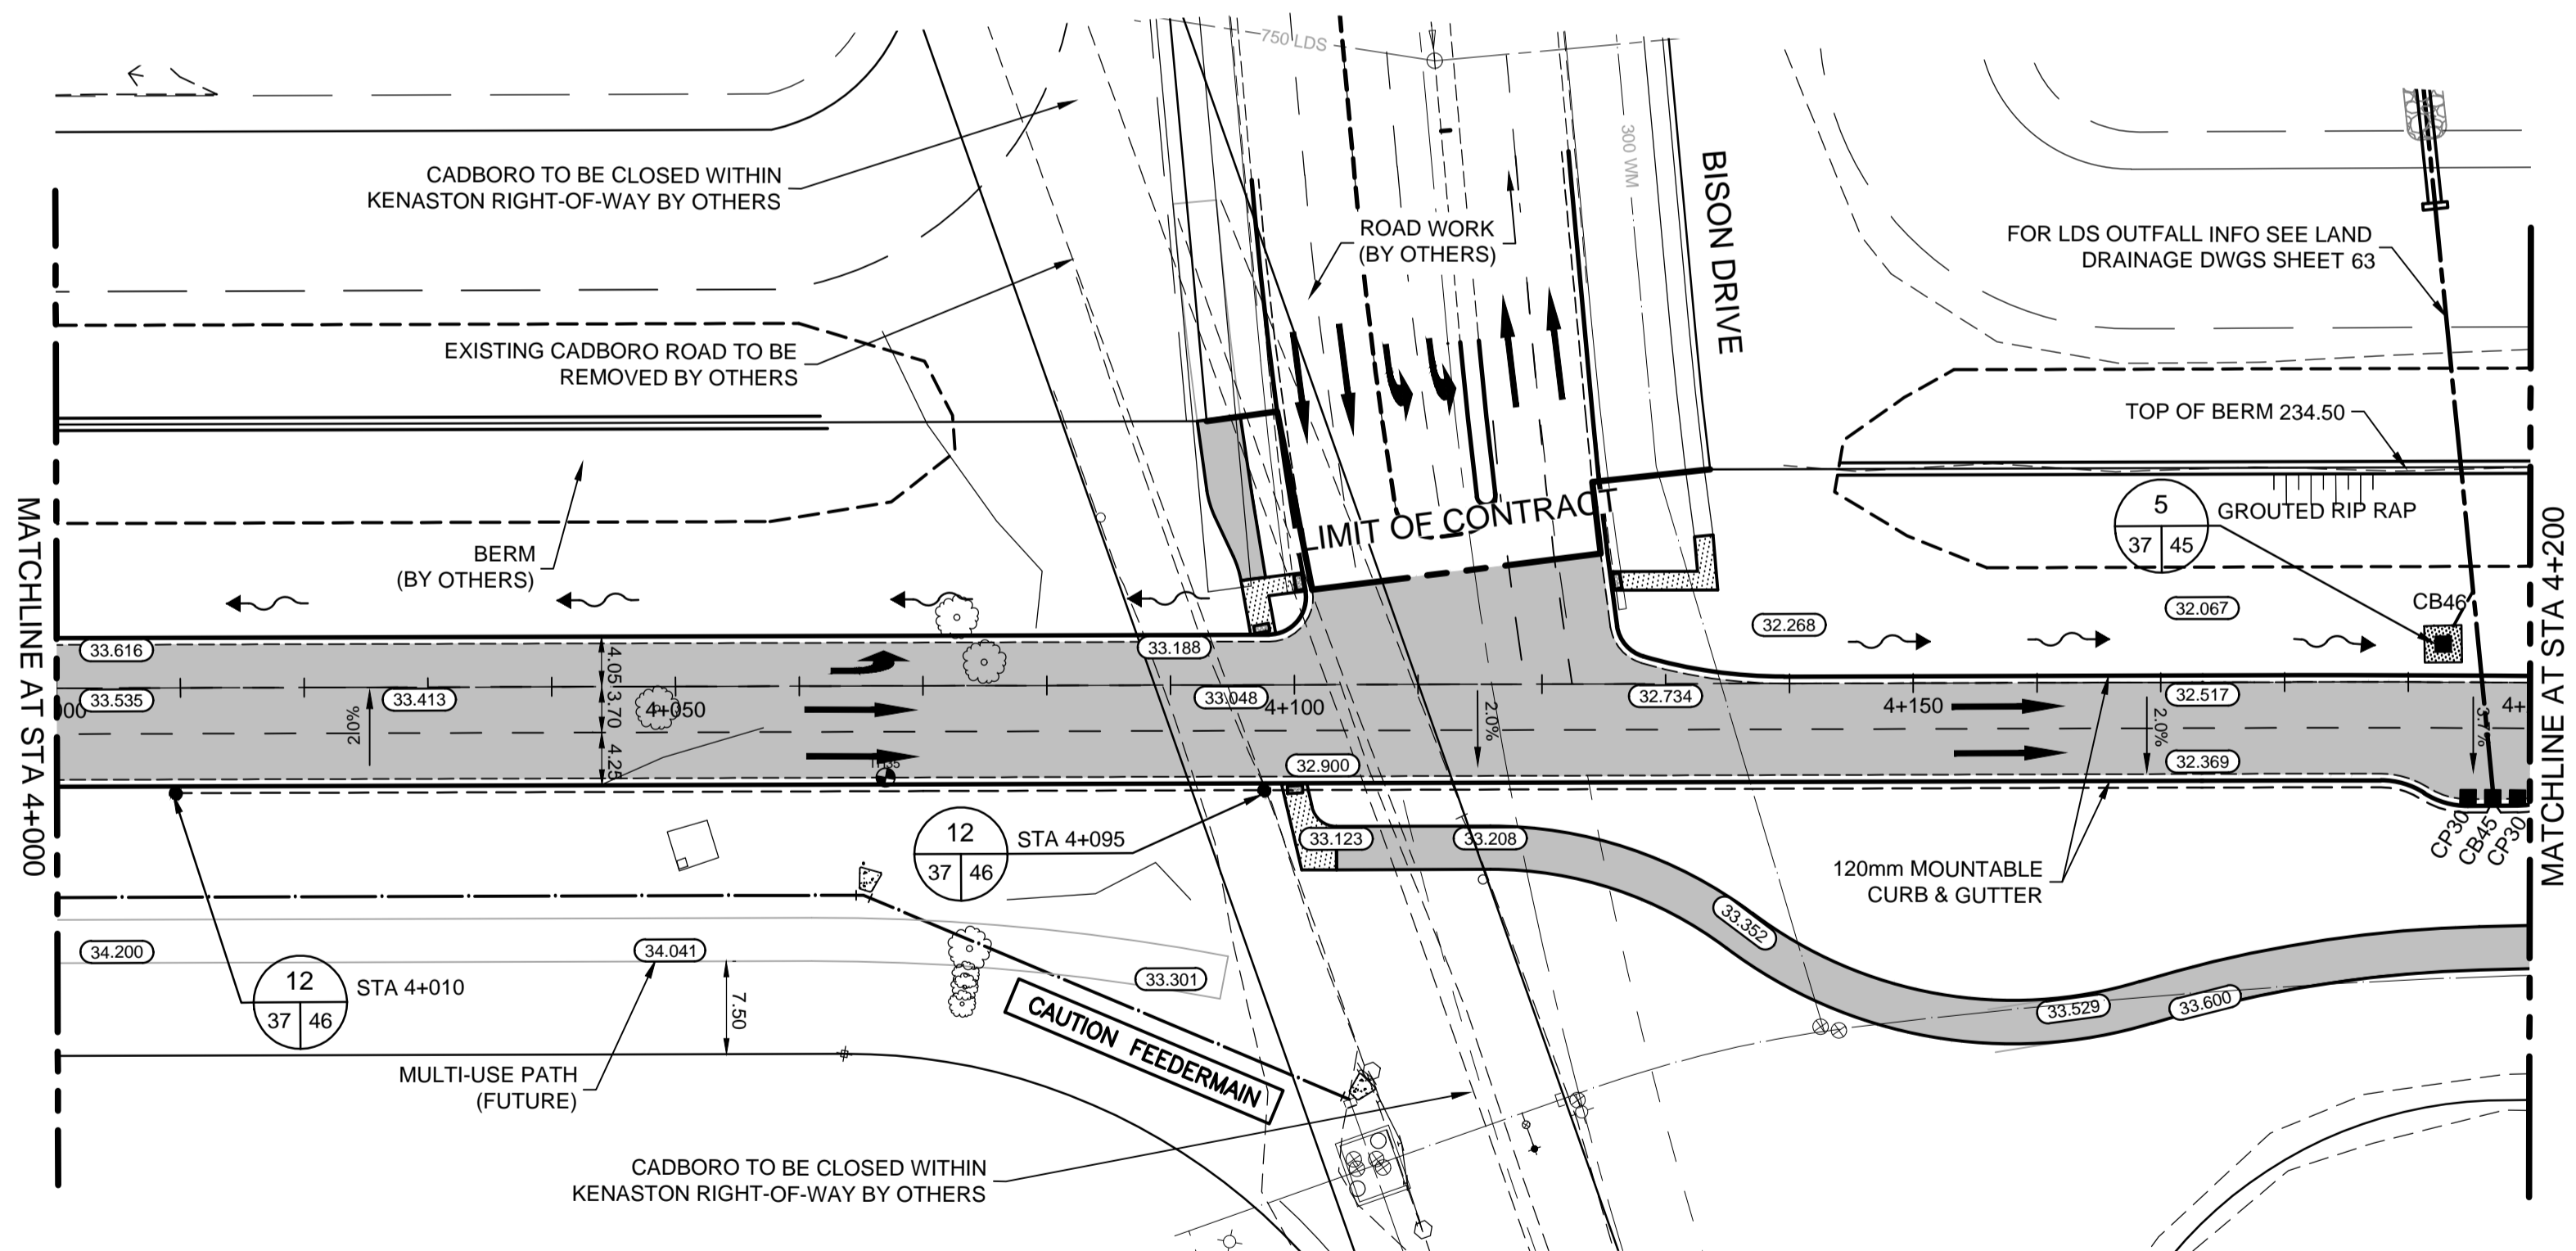 750 LDS
CADBORO TO BE CLOSED WITHIN
KENASTON RIGHT-OF-WAY BY OTHERS
300 WM
BISON DRIVE
ROAD WORK
(BY OTHERS)
FOR LDS OUTFALL INFO SEE LAND
DRAINAGE DWGS SHEET 63
EXISTING CADBORO ROAD TO BE
REMOVED BY OTHERS
TOP OF BERM 234.50
LIMIT OF CONTRACT
5
37 45
GROUTED RIP RAP
BERM
(BY OTHERS)
MATCHLINE AT STA 4+000
MATCHLINE AT STA 4+200
CB46
32.067
32.268
33.616
33.188
4.05
3.70
4.25
33.535
33.413
33.048
32.734
32.517
4+050
4+100
4+150
4+
2.0%
2.0%
2.0%
32.900
32.369
CP30
CB45
CP30
12
37 46
STA 4+095
33.123
33.208
120mm MOUNTABLE
CURB & GUTTER
33.352
34.200
34.041
33.301
12
37 46
STA 4+010
7.50
33.529
33.600
CAUTION FEEDERMAIN
MULTI-USE PATH
(FUTURE)
CADBORO TO BE CLOSED WITHIN
KENASTON RIGHT-OF-WAY BY OTHERS